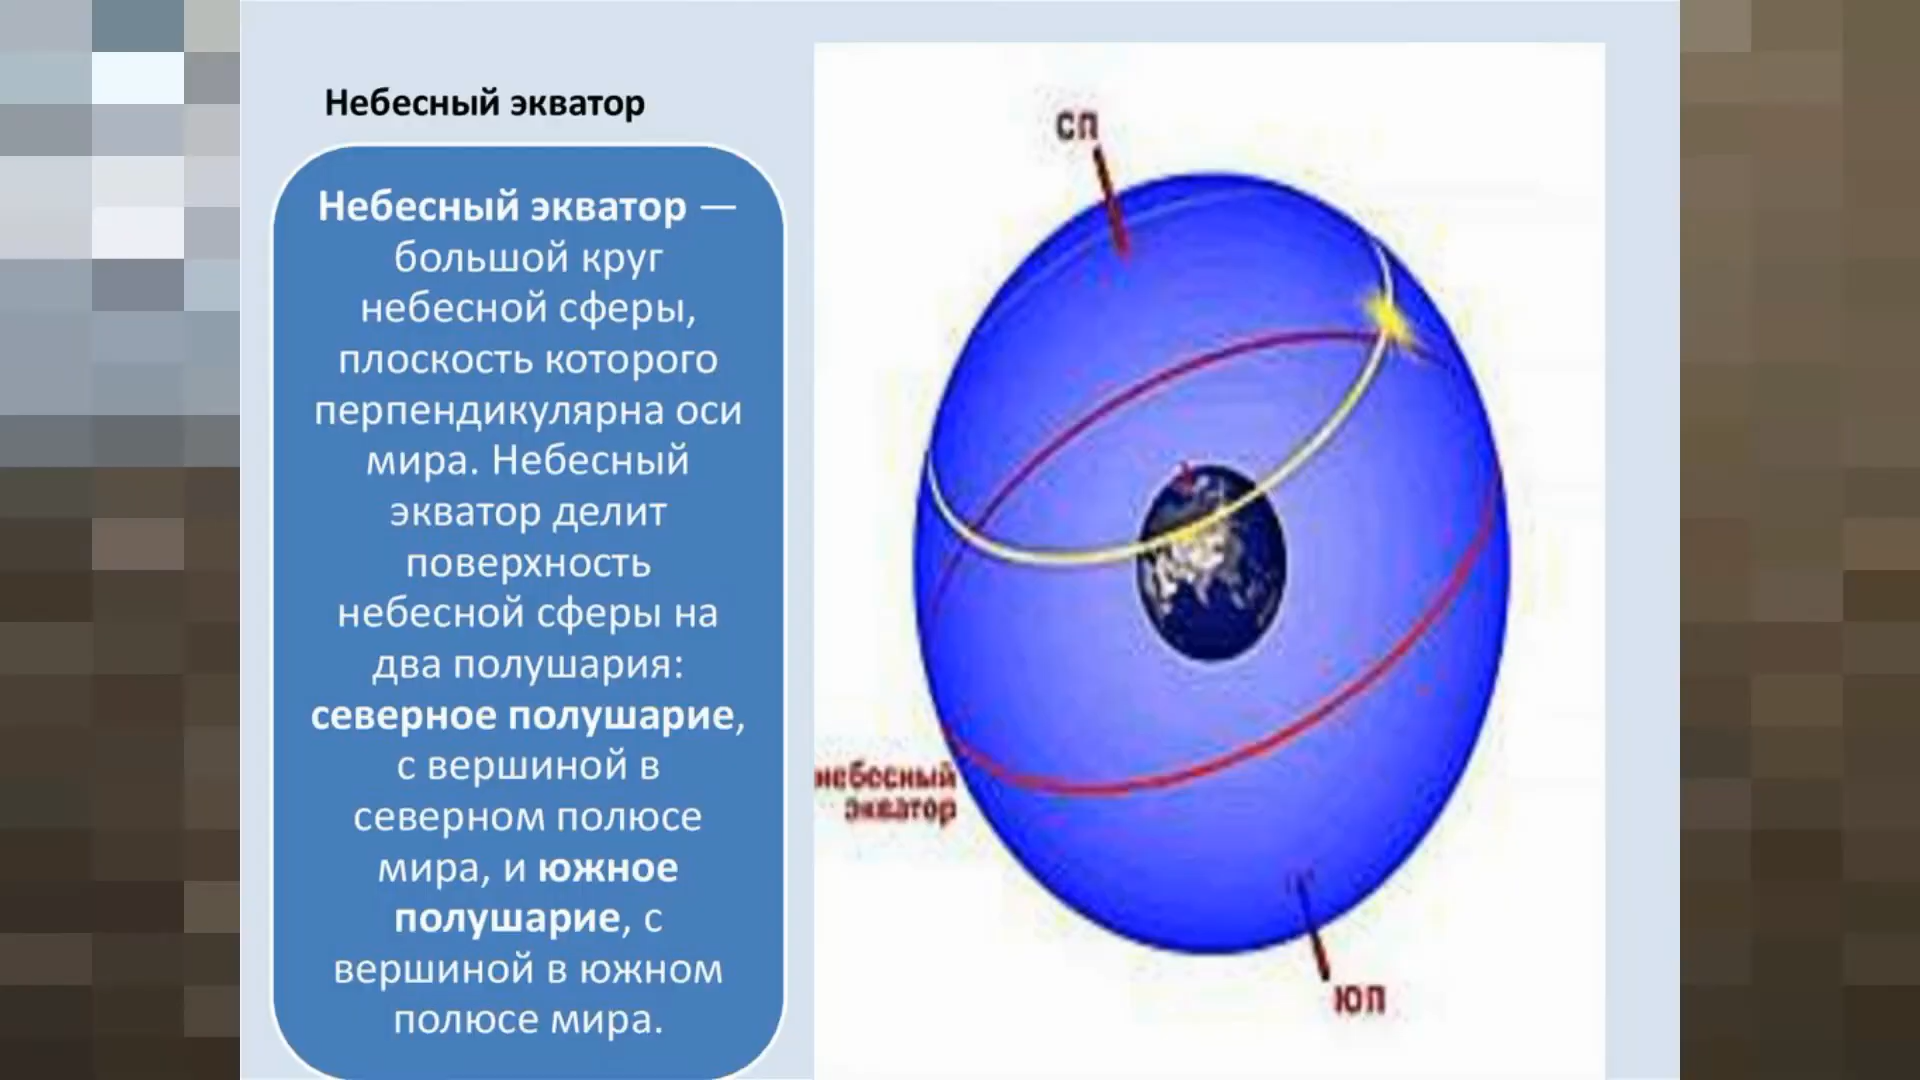 Небесный экватор
Небесный экватор —
большой круг
небесной сферы,
плоскость которого
перпендикулярна оси
мира. Небесный
экватор делит
поверхность
небесной сферы на
два полушария:
северное полушарие,
с вершиной в
северном полюсе
мира, и южное
полушарие, с
вершиной в южном
полюсе мира.
СП
небесный
экватор
ЮП